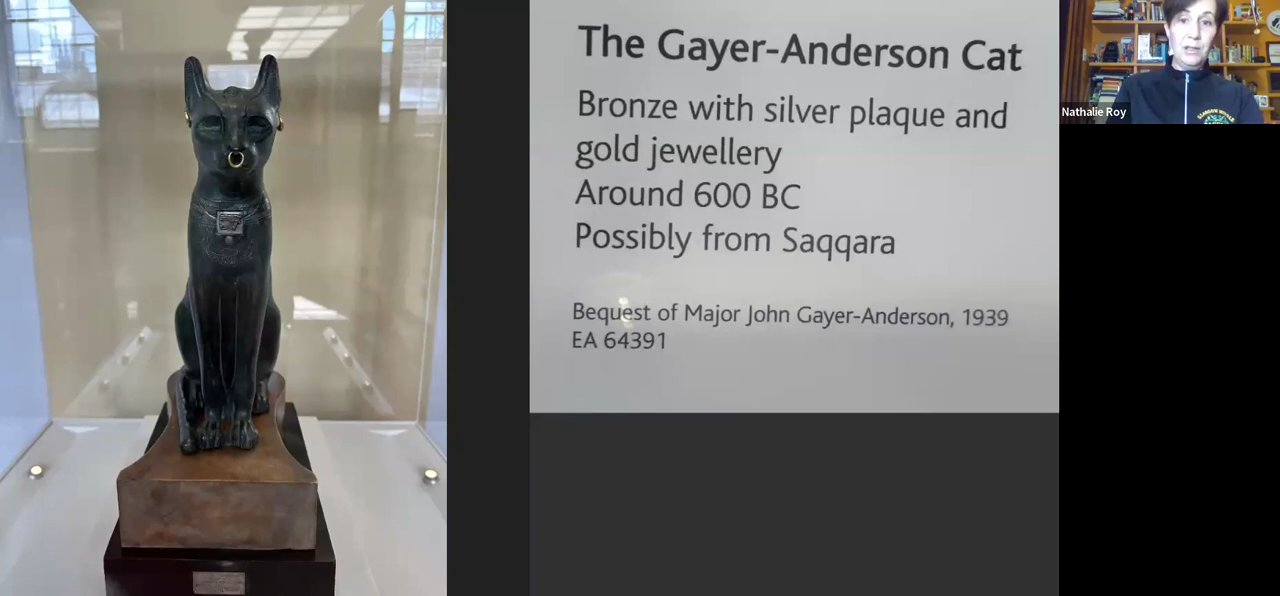 The Gayer-Anderson Cat
Bronze with silver plaque and
gold jewellery
Around 600 BC
Possibly from Saqqara
Bequest of Major John Gayer-Anderson, 1939
EA 64391
Nathalie Roy